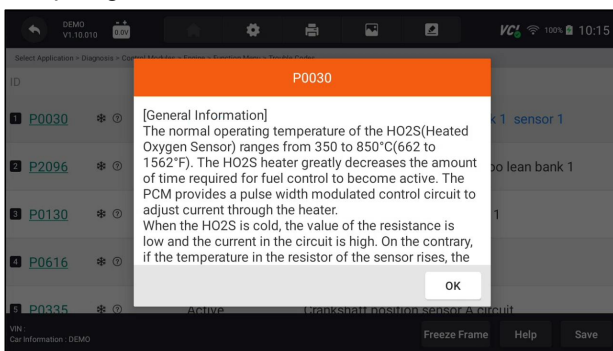 DEMO
V1.10.010
0.0V
VCI 100% 10:15
Select Application > Diagnosis > Control Modules > Engine > Function Menu > Trouble Codes
ID
P0030
[General Information]
The normal operating temperature of the HO2S(Heated
Oxygen Sensor) ranges from 350 to 850°C(662 to
1562°F). The HO2S heater greatly decreases the amount
of time required for fuel control to become active. The
PCM provides a pulse width modulated control circuit to
adjust current through the heater.
When the HO2S is cold, the value of the resistance is
low and the current in the circuit is high. On the contrary,
if the temperature in the resistor of the sensor rises, the
OK
1 P0030 k 1 sensor 1
2 P2096 oo lean bank 1
3 P0130 1
4 P0616
5 P0335 Active Crankshaft position sensor A circuit
VIN :
Car Information : DEMO
Freeze Frame Help Save